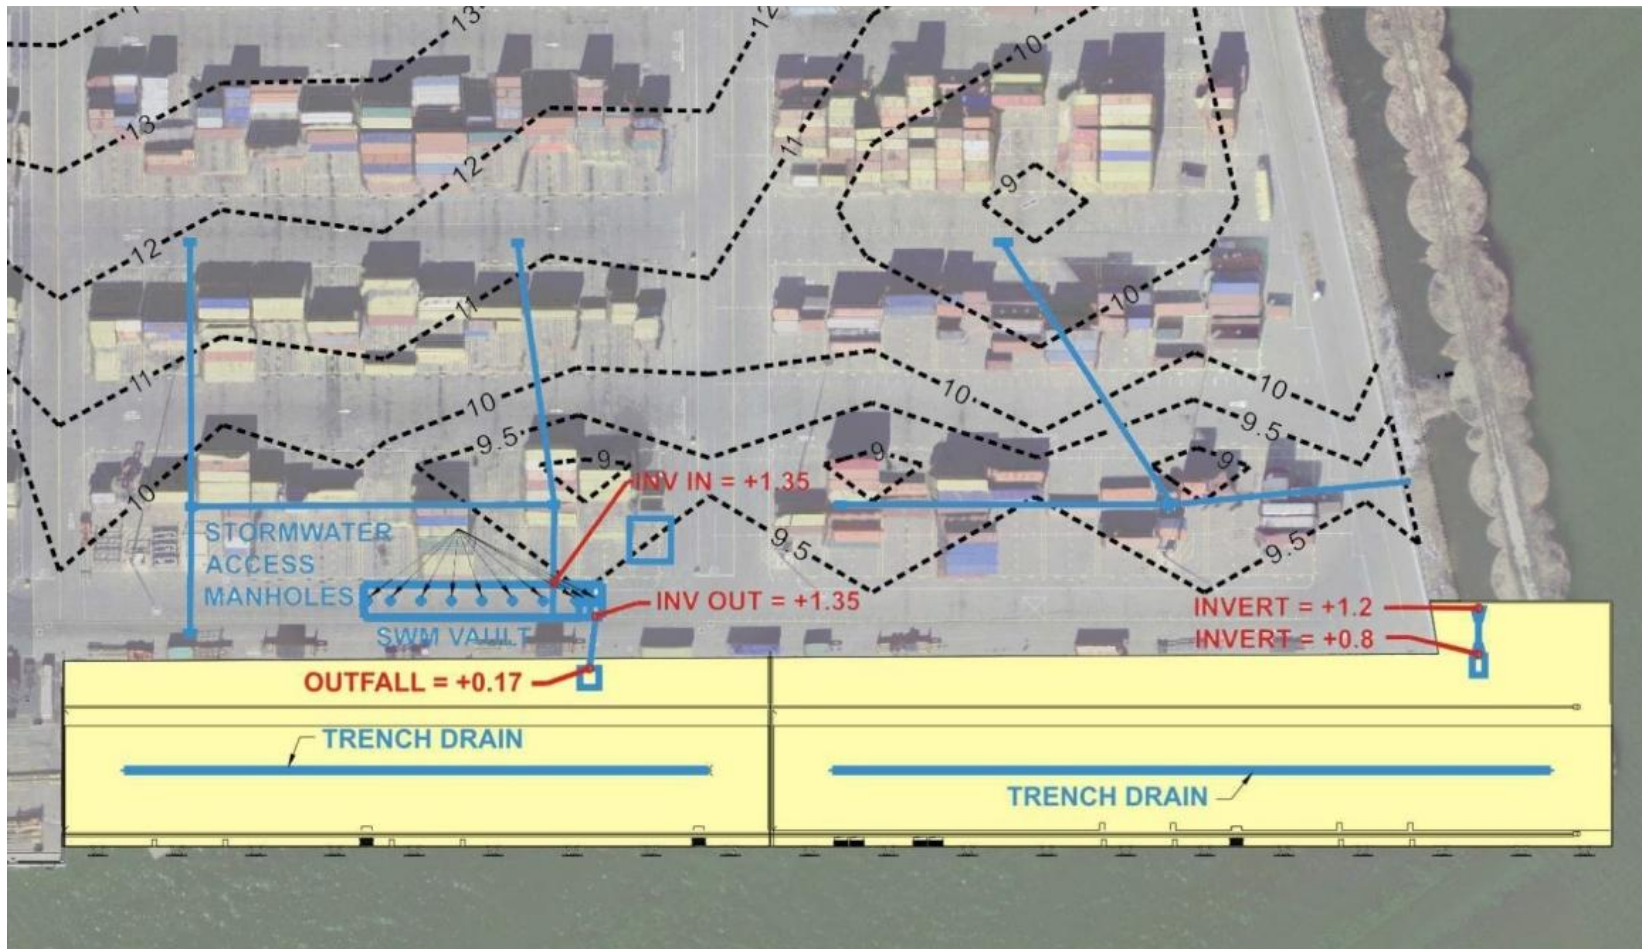 13
12
10
13
11
12
9
12
11
10
11
10
10
10
9.5
9.5
9
9
9
INV IN = +1.35
10
STORMWATER
ACCESS
MANHOLES
9.5
9.5
INV OUT = +1.35
SWM VAULT
INVERT = +1.2
INVERT = +0.8
OUTFALL = +0.17
TRENCH DRAIN
TRENCH DRAIN